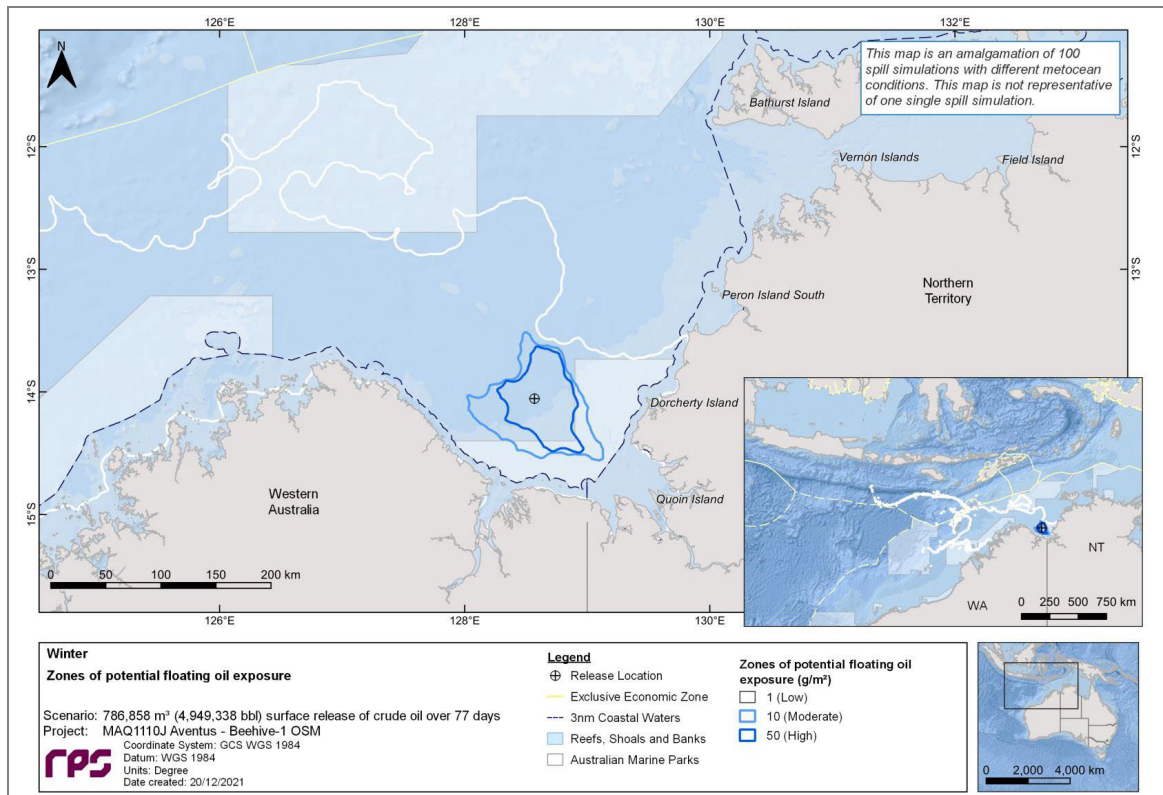 126°E
128°E
130°E
132°E
N
This map is an amalgamation of 100
spill simulations with different metocean
conditions. This map is not representative
of one single spill simulation.
Bathurst Island
12°S
12°S
Vernon Islands
Field Island
13°S
13°S
Northern
Territory
Peron Island South
14°S
Dorcherty Island
Western
Australia
Quoin Island
15°S
0 50 100 150 200 km
NT
WA
0 250 500 750 km
126°E
128°E
130°E
132°E
Winter
Zones of potential floating oil exposure
Scenario: 786,858 m³ (4,949,338 bbl) surface release of crude oil over 77 days
Project: MAQ1110J Aventus - Beehive-1 OSM
rps
Coordinate System: GCS WGS 1984
Datum: WGS 1984
Units: Degree
Date created: 20/12/2021
Legend
Release Location
Exclusive Economic Zone
3nm Coastal Waters
Reefs, Shoals and Banks
Australian Marine Parks
Zones of potential floating oil
exposure (g/m²)
1 (Low)
10 (Moderate)
50 (High)
0 2,000 4,000 km